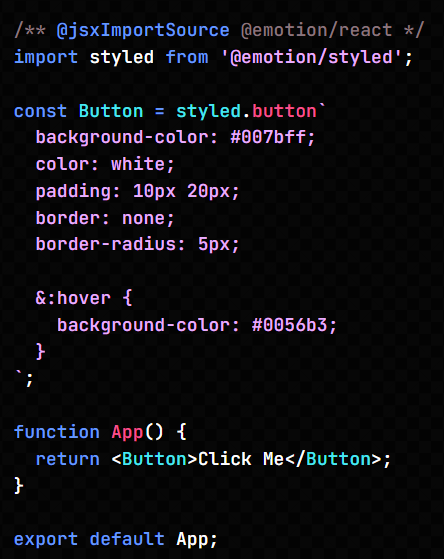 /** @jsxImportSource @emotion/react */
import styled from '@emotion/styled';

const Button = styled.button`
  background-color: #007bff;
  color: white;
  padding: 10px 20px;
  border: none;
  border-radius: 5px;

  &:hover {
    background-color: #0056b3;
  }
`;

function App() {
  return <Button>Click Me</Button>;
}

export default App;